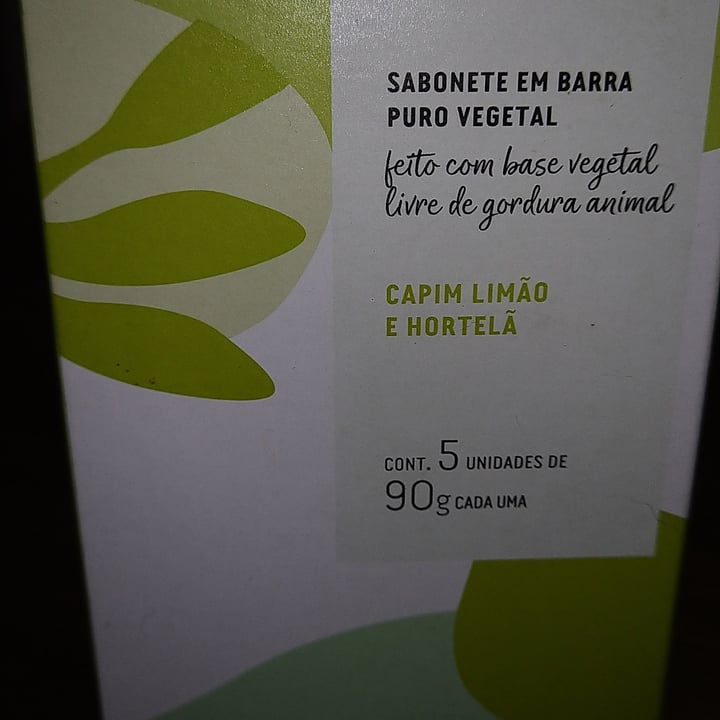 SABONETE EM BARRA
PURO VEGETAL
feito com base vegetal
livre de gordura animal
CAPIM LIMÃO
E HORTELÃ
CONT. 5 UNIDADES DE
90g CADA UMA